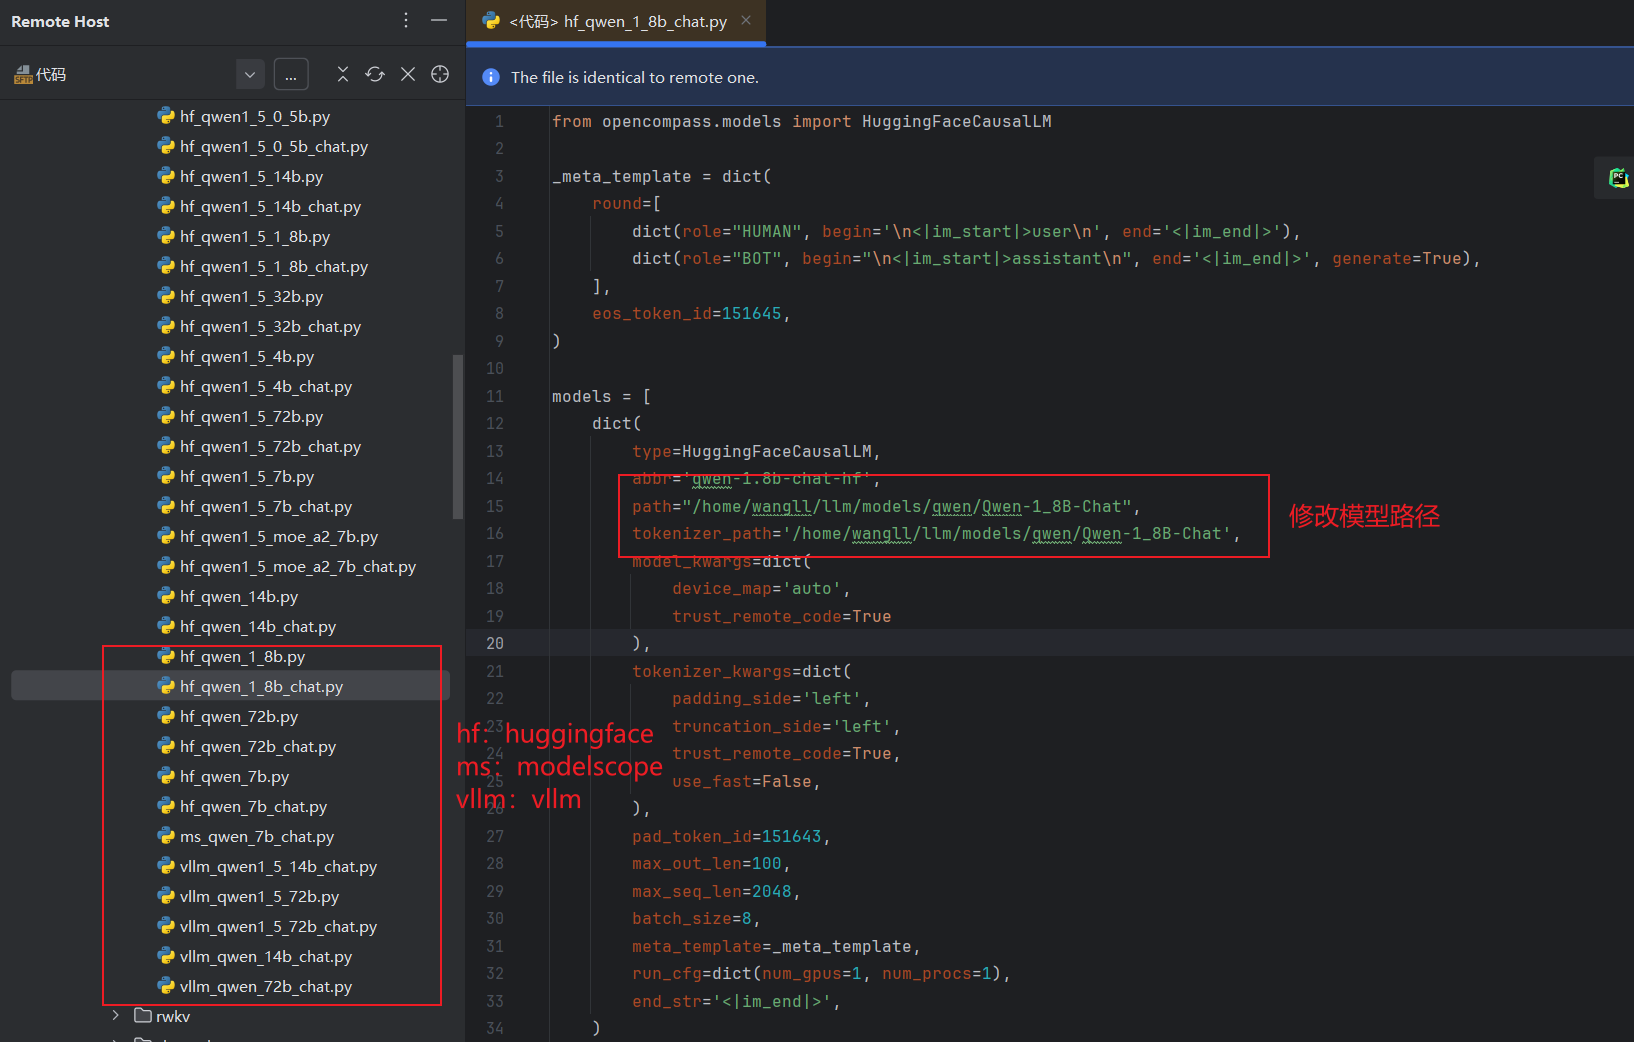 Remote Host
SFTP 代码
...
hf_qwen1_5_0_5b.py
hf_qwen1_5_0_5b_chat.py
hf_qwen1_5_14b.py
hf_qwen1_5_14b_chat.py
hf_qwen1_5_1_8b.py
hf_qwen1_5_1_8b_chat.py
hf_qwen1_5_32b.py
hf_qwen1_5_32b_chat.py
hf_qwen1_5_4b.py
hf_qwen1_5_4b_chat.py
hf_qwen1_5_72b.py
hf_qwen1_5_72b_chat.py
hf_qwen1_5_7b.py
hf_qwen1_5_7b_chat.py
hf_qwen1_5_moe_a2_7b.py
hf_qwen1_5_moe_a2_7b_chat.py
hf_qwen_14b.py
hf_qwen_14b_chat.py
hf_qwen_1_8b.py
hf_qwen_1_8b_chat.py
hf_qwen_72b.py
hf_qwen_72b_chat.py
hf_qwen_7b.py
hf_qwen_7b_chat.py
ms_qwen_7b_chat.py
vllm_qwen1_5_14b_chat.py
vllm_qwen1_5_72b.py
vllm_qwen1_5_72b_chat.py
vllm_qwen_14b_chat.py
vllm_qwen_72b_chat.py
rwkv
hf：huggingface
ms：modelscope
vllm：vllm
<代码> hf_qwen_1_8b_chat.py
The file is identical to remote one.
1 from opencompass.models import HuggingFaceCausalLM
2
3 _meta_template = dict(
4 round=[
5 dict(role="HUMAN", begin='\n<|im_start|>user\n', end='<|im_end|>'),
6 dict(role="BOT", begin="\n<|im_start|>assistant\n", end='<|im_end|>', generate=True),
7 ],
8 eos_token_id=151645,
9 )
10
11 models = [
12 dict(
13 type=HuggingFaceCausalLM,
14 abbr='qwen-1.8b-chat-hf',
15 path="/home/wangll/llm/models/qwen/Qwen-1_8B-Chat",
16 tokenizer_path='/home/wangll/llm/models/qwen/Qwen-1_8B-Chat',
17 model_kwargs=dict(
18 device_map='auto',
19 trust_remote_code=True
20 ),
21 tokenizer_kwargs=dict(
22 padding_side='left',
23 truncation_side='left',
24 trust_remote_code=True,
25 use_fast=False,
26 ),
27 pad_token_id=151643,
28 max_out_len=100,
29 max_seq_len=2048,
30 batch_size=8,
31 meta_template=_meta_template,
32 run_cfg=dict(num_gpus=1, num_procs=1),
33 end_str='<|im_end|>',
34 )
修改模型路径
PC